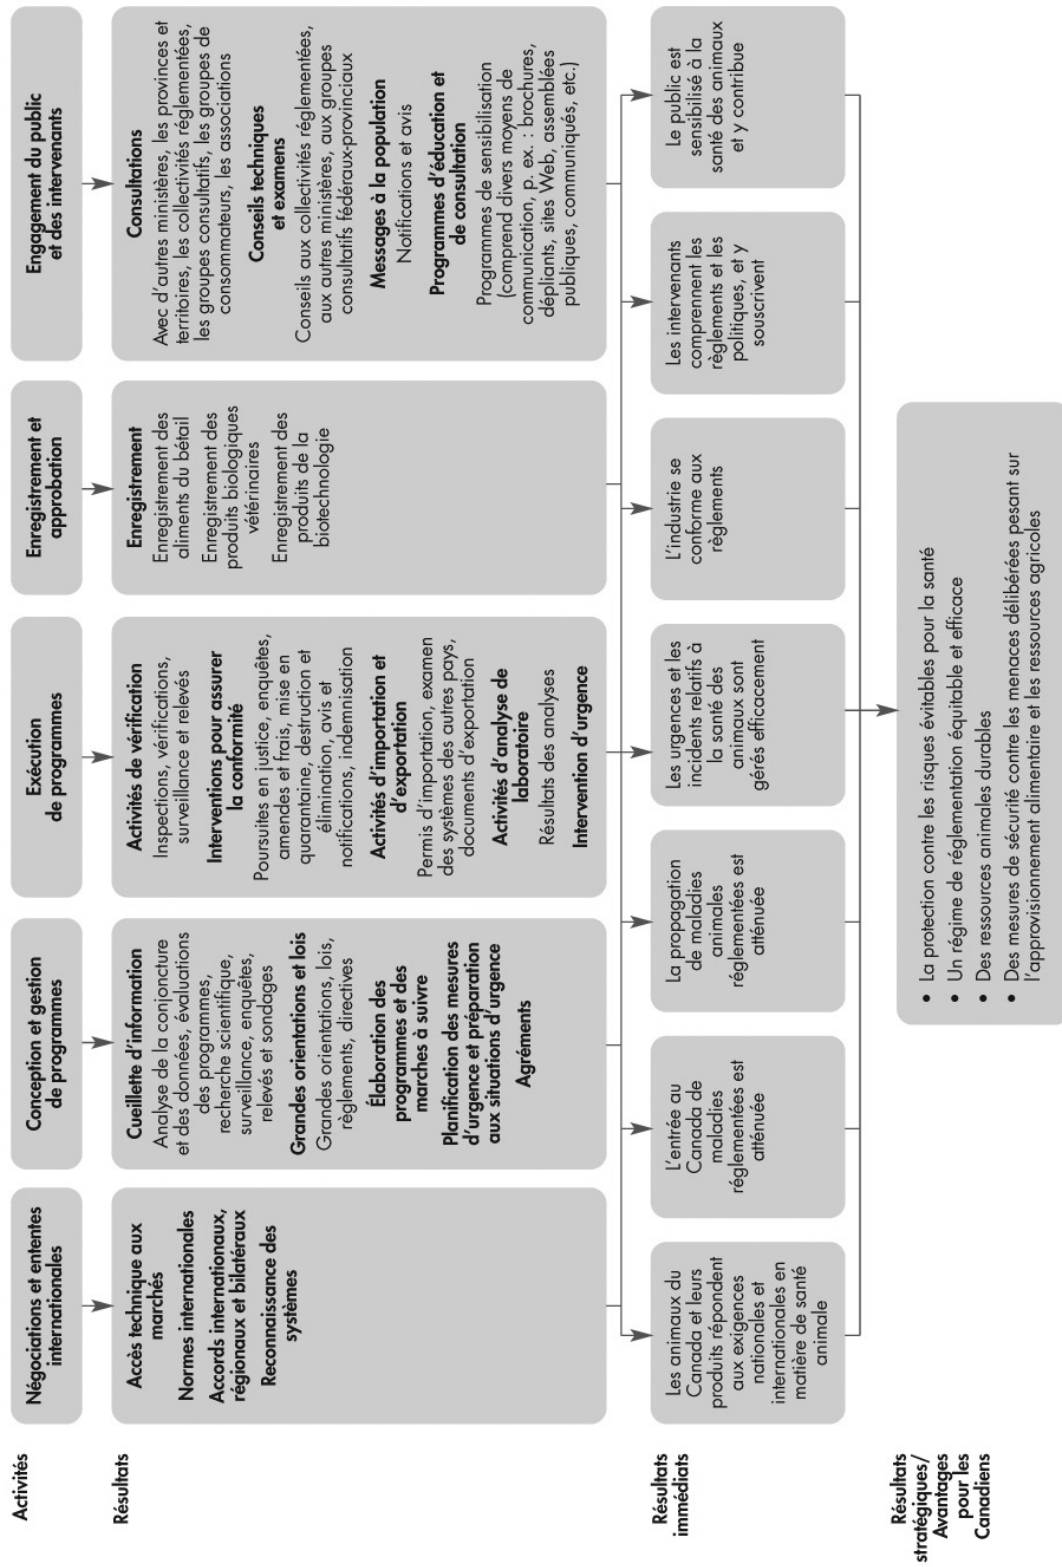 Activités
Négociations et ententes
internationales
Conception et gestion
de programmes
Exécution
de programmes
Enregistrement et
approbation
Engagement du public
et des intervenants
Résultats
Accès technique aux
marchés
Normes internationales
Accords internationaux,
régionaux et bilatéraux
Reconnaissance des
systèmes
Cueillette d'information
Analyse de la conjoncture
et des données, évaluations
des programmes,
recherche scientifique,
surveillance, enquêtes,
relevés et sondages
Grandes orientations et lois
Grandes orientations, lois,
règlements, directives
Élaboration des
programmes et des
marches à suivre
Planification des mesures
d'urgence et préparation
aux situations d'urgence
Agréments
Activités de vérification
Inspections, vérifications,
surveillance et relevés
Interventions pour assurer
la conformité
Poursuites en justice, enquêtes,
amendes et frais, mise en
quarantaine, destruction et
élimination, avis et
notifications, indemnisation
Activités d'importation et
d'exportation
Permis d'importation, examen
des systèmes des autres pays,
documents d'exportation
Activités d'analyse de
laboratoire
Résultats des analyses
Intervention d'urgence
Enregistrement
Enregistrement des
aliments du bétail
Enregistrement des
produits biologiques
vétérinaires
Enregistrement des
produits de la
biotechnologie
Consultations
Avec d'autres ministères, les provinces et
territoires, les collectivités réglementées,
les groupes consultatifs, les groupes de
consommateurs, les associations
Conseils techniques
et examens
Conseils aux collectivités réglementées,
aux autres ministères, aux groupes
consultatifs fédéraux-provinciaux
Messages à la population
Notifications et avis
Programmes d'éducation et
de consultation
Programmes de sensibilisation
(comprend divers moyens de
communication, p. ex. : brochures,
dépliants, sites Web, assemblées
publiques, communiqués, etc.)
Résultats
immédiats
Les animaux du
Canada et leurs
produits répondent
aux exigences
nationales et
internationales en
matière de santé
animale
L'entrée au
Canada de
maladies
réglementées est
atténuée
La propagation
de maladies
animales
réglementées est
atténuée
Les urgences et les
incidents relatifs à
la santé des
animaux sont
gérés efficacement
L'industrie se
conforme aux
règlements
Les intervenants
comprennent les
règlements et les
politiques, et y
souscrivent
Le public est
sensibilisé à la
santé des animaux
et y contribue
Résultats
stratégiques/
Avantages
pour les
Canadiens
• La protection contre les risques évitables pour la santé
• Un régime de réglementation équitable et efficace
• Des ressources animales durables
• Des mesures de sécurité contre les menaces délibérées pesant sur
l'approvisionnement alimentaire et les ressources agricoles